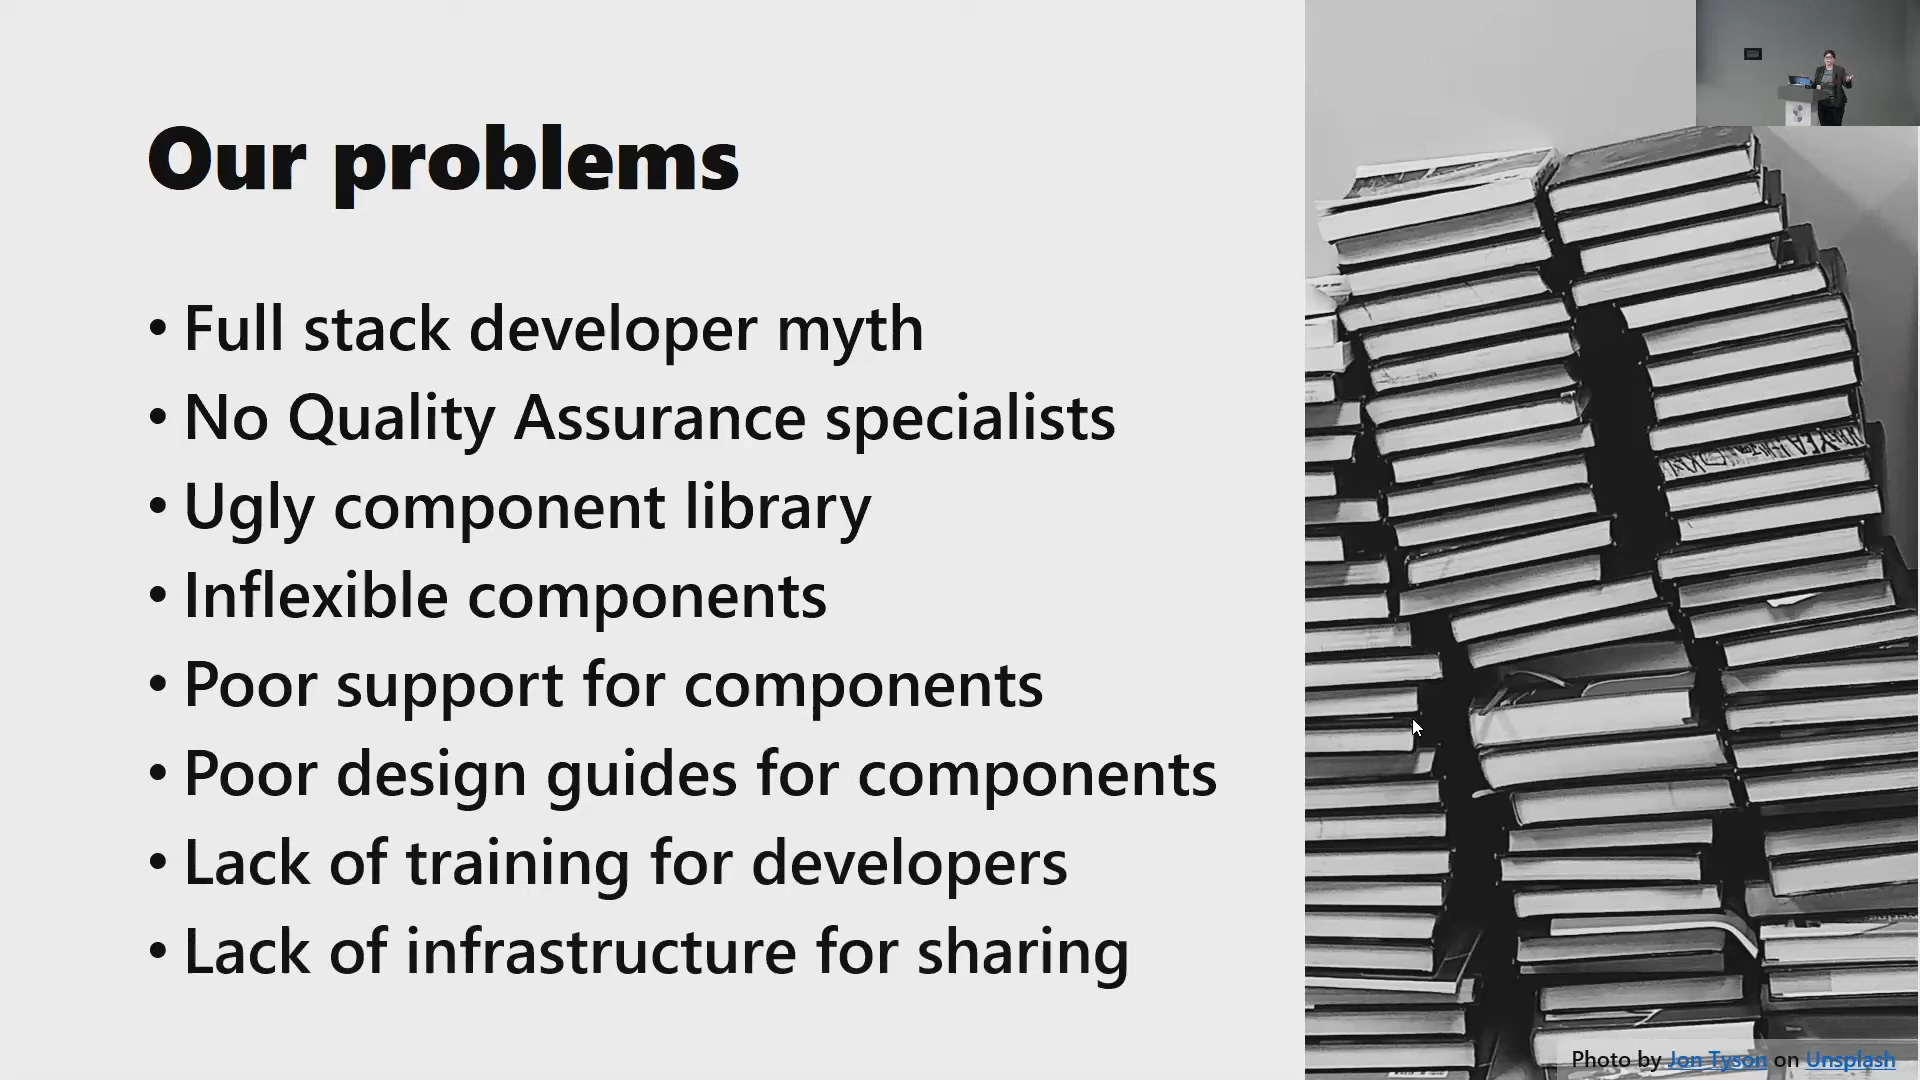 Our problems
• Full stack developer myth
• No Quality Assurance specialists
• Ugly component library
• Inflexible components
• Poor support for components
• Poor design guides for components
• Lack of training for developers
• Lack of infrastructure for sharing
Photo by Jon Tyson on Unsplash